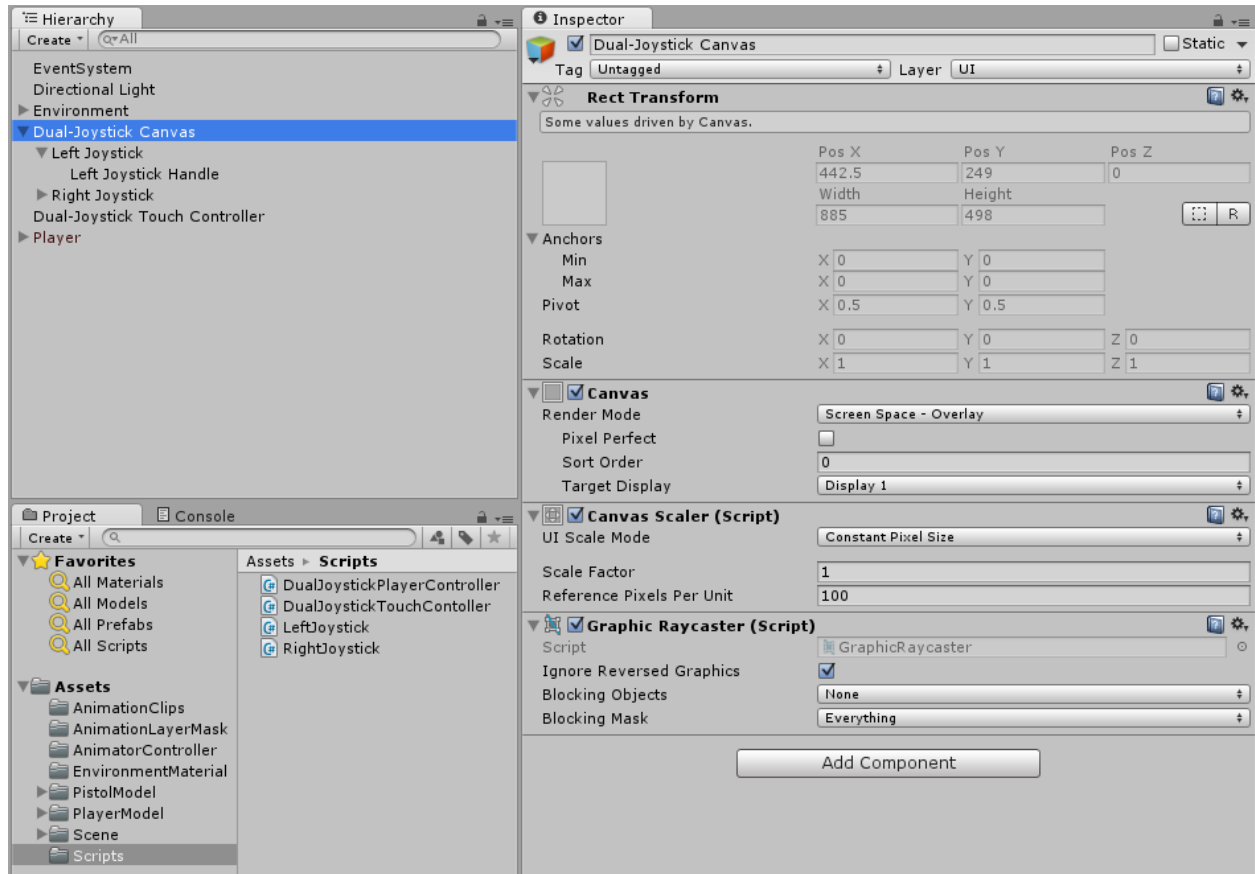 Hierarchy
Create All
EventSystem
Directional Light
Environment
Dual-Joystick Canvas
Left Joystick
Left Joystick Handle
Right Joystick
Dual-Joystick Touch Controller
Player
Project Console
Create
Favorites
All Materials
All Models
All Prefabs
All Scripts
Assets
AnimationClips
AnimationLayerMask
AnimatorController
EnvironmentMaterial
PistolModel
PlayerModel
Scene
Scripts
Assets Scripts
DualJoystickPlayerController
DualJoystickTouchContoller
LeftJoystick
RightJoystick
Inspector
Dual-Joystick Canvas Static
Tag Untagged Layer UI
Rect Transform
Some values driven by Canvas.
Pos X Pos Y Pos Z
442.5 249 0
Width Height
885 498 R
Anchors
Min X 0 Y 0
Max X 0 Y 0
Pivot X 0.5 Y 0.5
Rotation X 0 Y 0 Z 0
Scale X 1 Y 1 Z 1
Canvas
Render Mode Screen Space - Overlay
Pixel Perfect
Sort Order 0
Target Display Display 1
Canvas Scaler (Script)
UI Scale Mode Constant Pixel Size
Scale Factor 1
Reference Pixels Per Unit 100
Graphic Raycaster (Script)
Script GraphicRaycaster
Ignore Reversed Graphics
Blocking Objects None
Blocking Mask Everything
Add Component